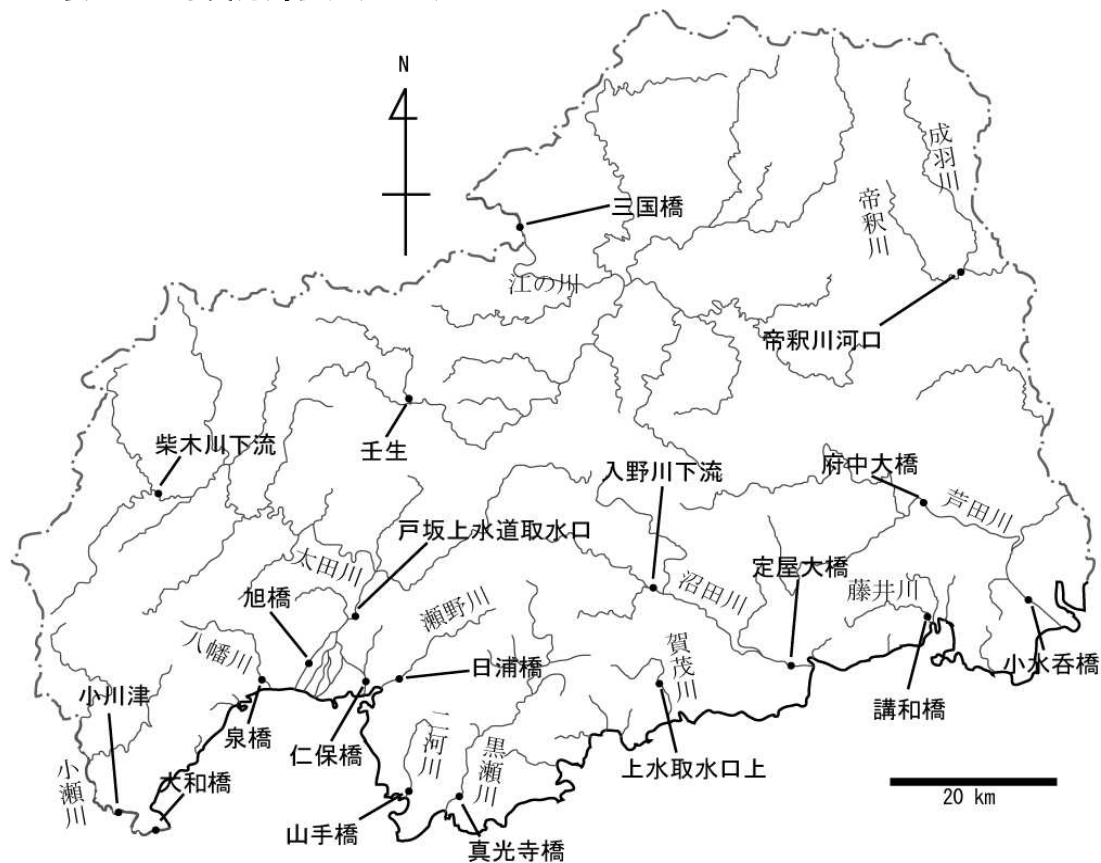 N
成羽川
三国橋
帝釈川
江の川
帝釈川河口
柴木川下流
壬生
入野川下流
府中大橋
芦田川
戸坂上水道取水口
太田川
定屋大橋
旭橋
沼田川
藤井川
瀬野川
八幡川
賀茂川
日浦橋
小水呑橋
小川津
泉橋
仁保橋
二河川
黒瀬川
講和橋
上水取水口上
小瀬川
大和橋
20 km
山手橋
真光寺橋